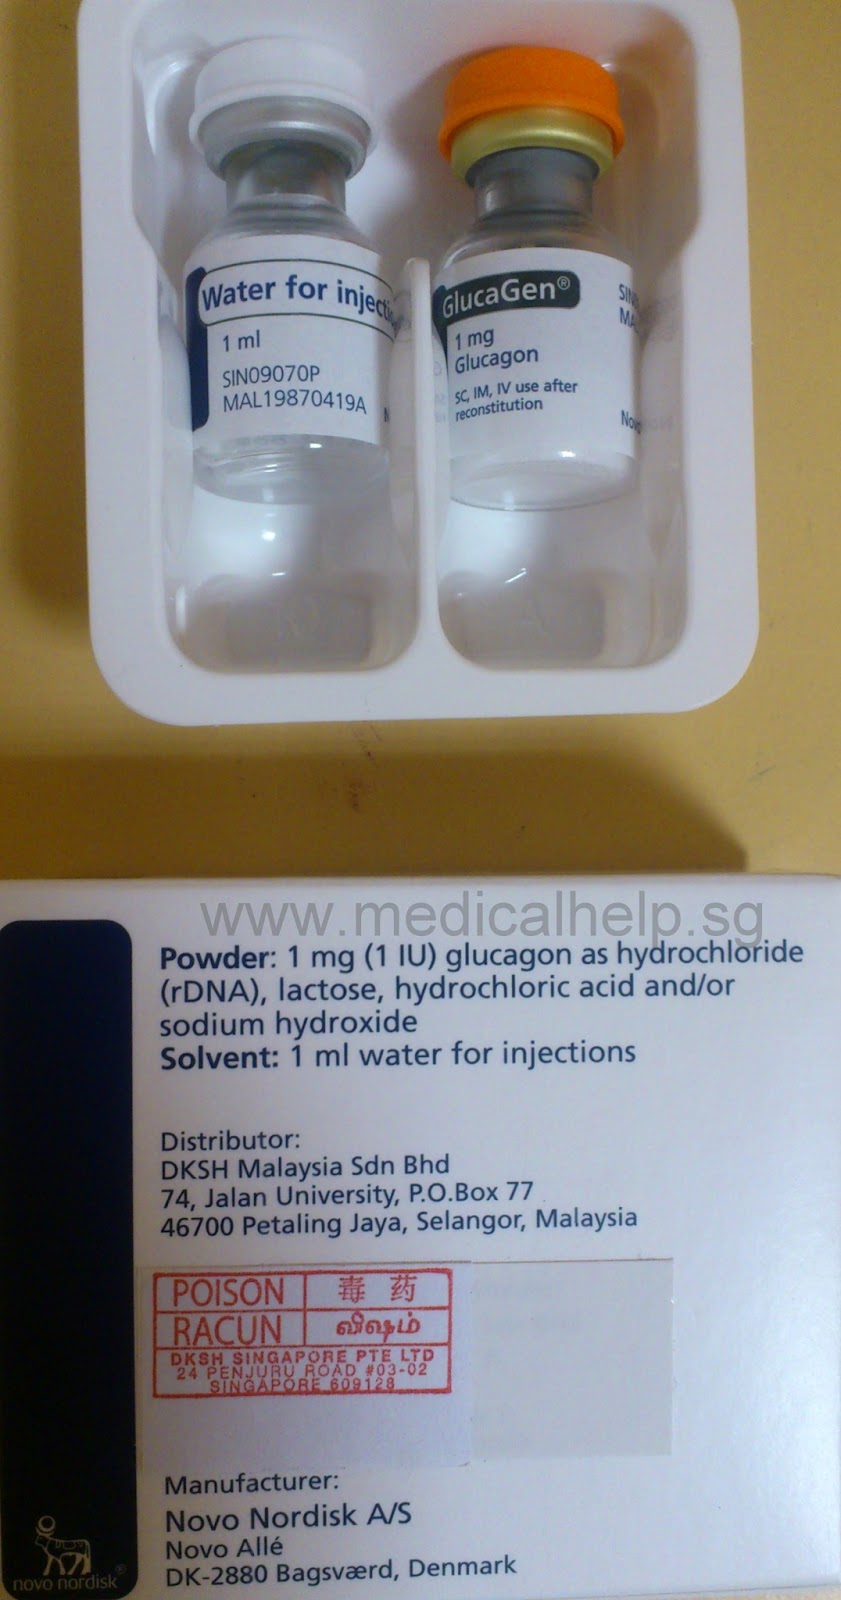 Water for injecti
1 ml
SIN09070P
MAL19870419A
GlucaGen®
1 mg
Glucagon
SC, IM, IV use after
reconstitution
SIN
MA
Novo
www.medicalhelp.sg
Powder: 1 mg (1 IU) glucagon as hydrochloride
(rDNA), lactose, hydrochloric acid and/or
sodium hydroxide
Solvent: 1 ml water for injections
Distributor:
DKSH Malaysia Sdn Bhd
74, Jalan University, P.O.Box 77
46700 Petaling Jaya, Selangor, Malaysia
POISON 毒 药
RACUN விஷம்
DKSH SINGAPORE PTE LTD
24 PENJURU ROAD #03-02
SINGAPORE 609128
Manufacturer:
Novo Nordisk A/S
Novo Allé
DK-2880 Bagsværd, Denmark
novo nordisk®